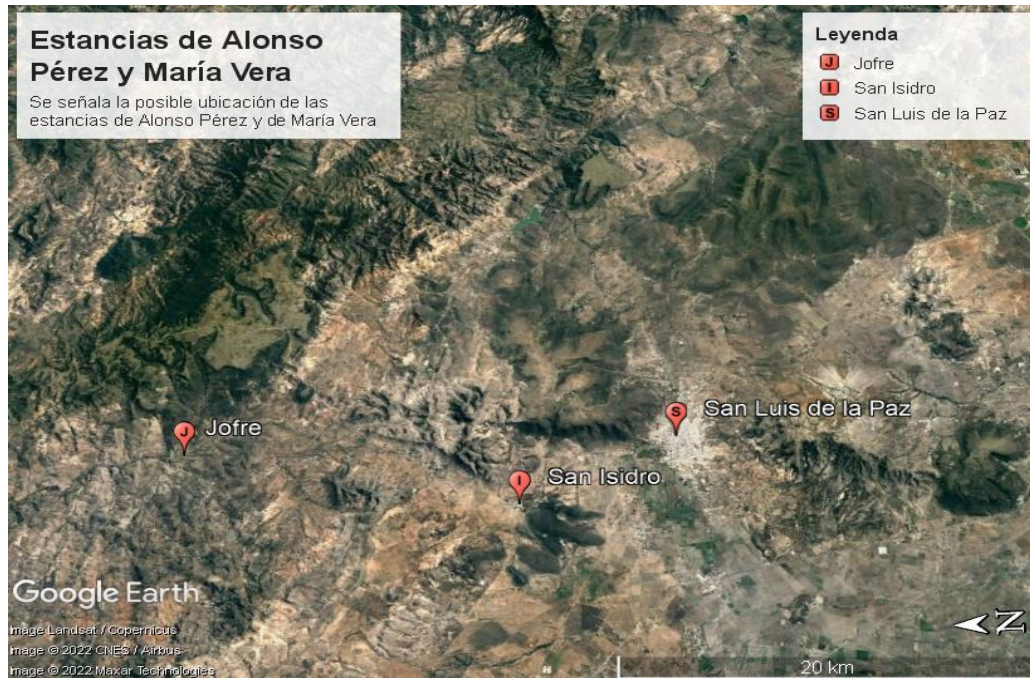 Estancias de Alonso
Pérez y María Vera
Se señala la posible ubicación de las
estancias de Alonso Pérez y de María Vera
Leyenda
J Jofre
I San Isidro
S San Luis de la Paz
S San Luis de la Paz
J Jofre
I San Isidro
Google Earth
Image Landsat / Copernicus
Image © 2022 CNES / Airbus
Image © 2022 Maxar Technologies
N
20 km